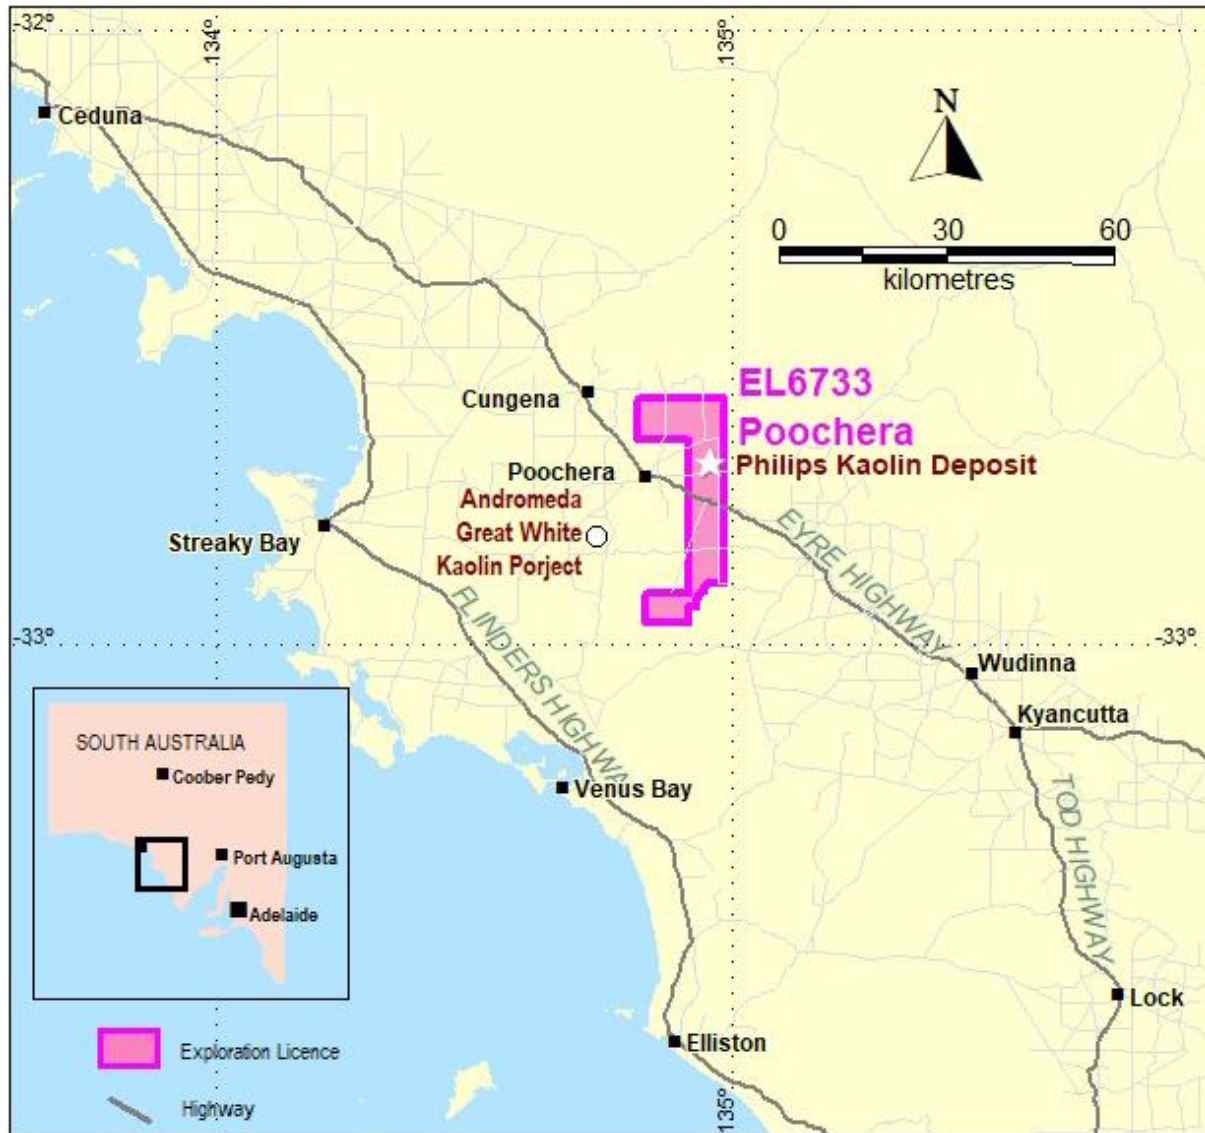 -32°
134°
135°
Ceduna
N
0 30 60
kilometres
EL6733
Poochera
Philips Kaolin Deposit
Cungena
Poochera
Andromeda
Great White
Kaolin Porject
Streaky Bay
EYRE HIGHWAY
FLINDERS HIGHWAY
-33°
-33°
Wudinna
Kyancutta
TOD HIGHWAY
Venus Bay
Lock
Elliston
135°
SOUTH AUSTRALIA
Coober Pedy
Port Augusta
Adelaide
Exploration Licence
Highway